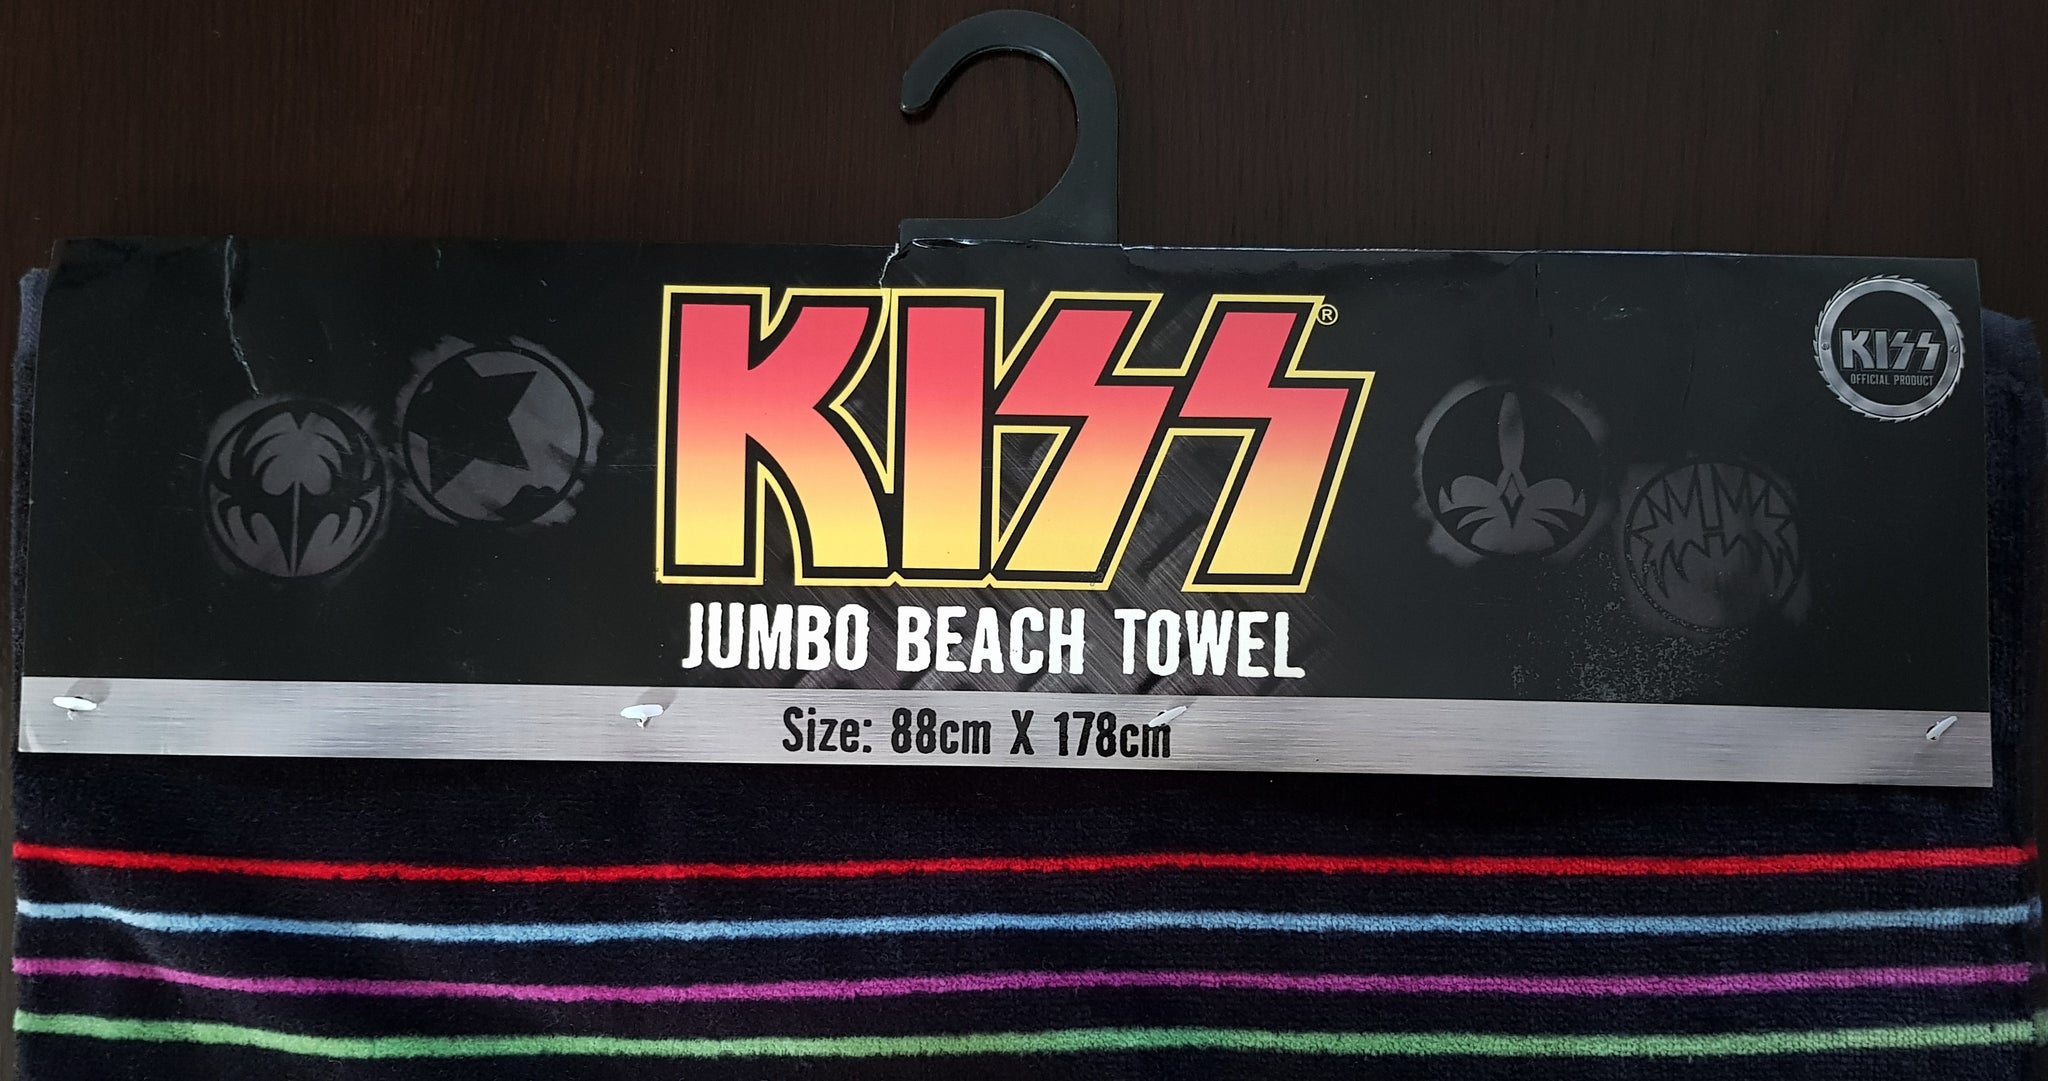 KISS®
KISS
OFFICIAL PRODUCT
JUMBO BEACH TOWEL
Size: 88cm X 178cm